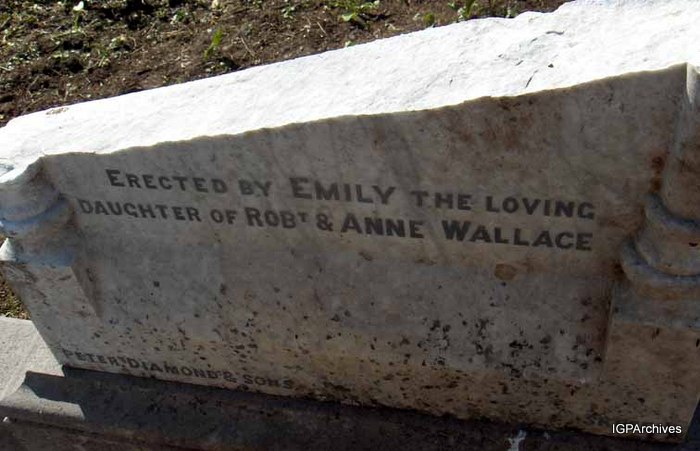 ERECTED BY EMILY THE LOVING
DAUGHTER OF ROBT & ANNE WALLACE
PETER DIAMOND & SONS
IGPArchives